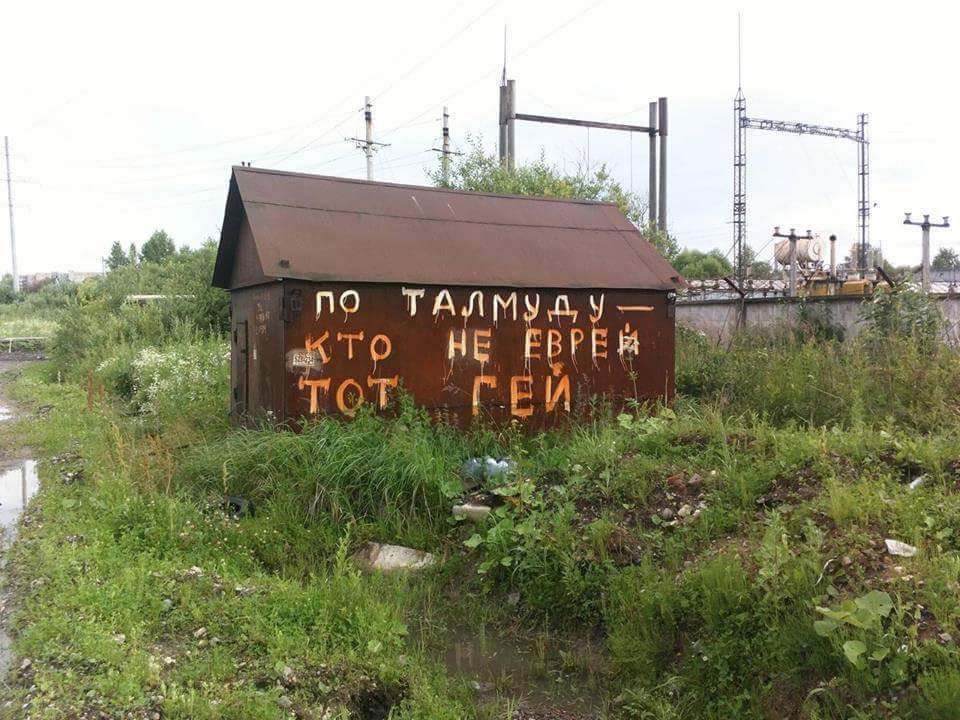 ПО ТАЛМУДУ —
КТО НЕ ЕВРЕЙ
ТОТ ГЕЙ